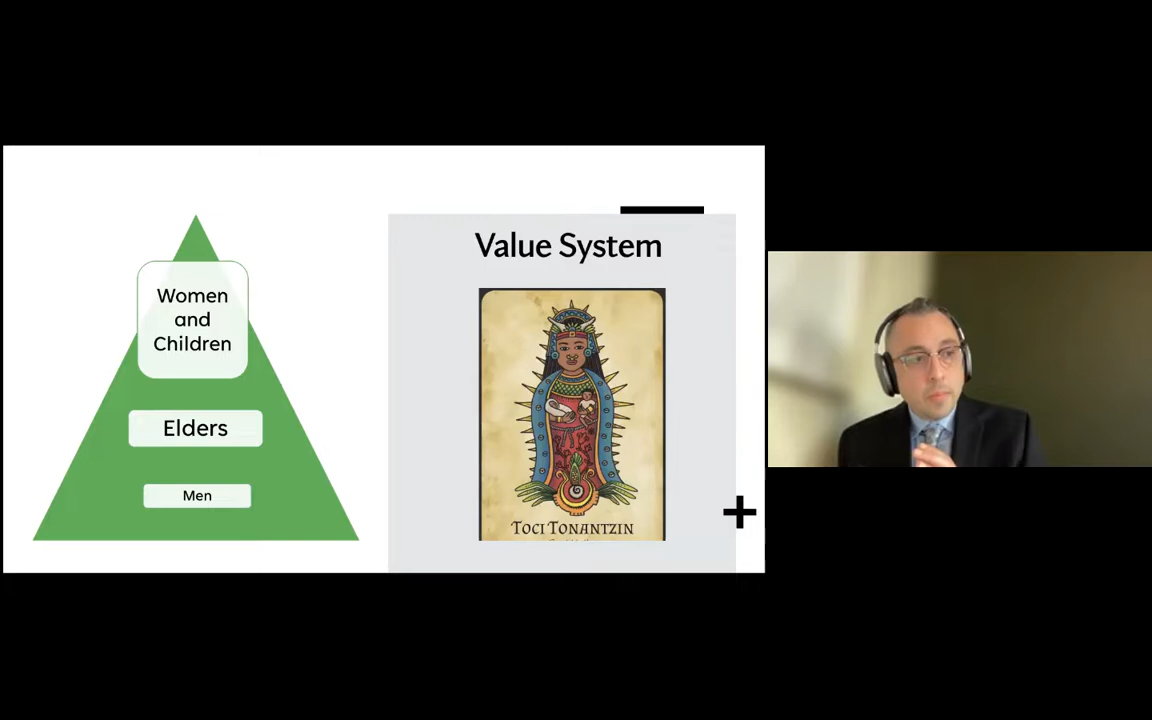 Women
and
Children
Elders
Men
Value System
TOCI TONANTZIN